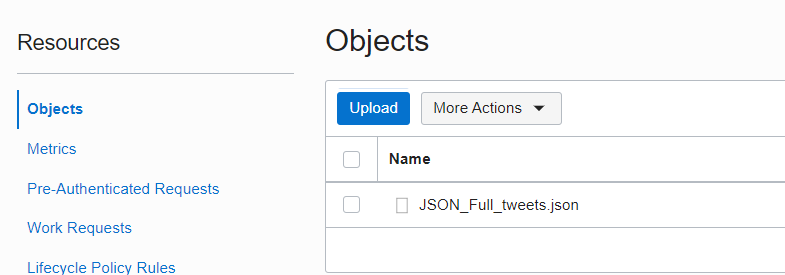 Resources
Objects
Metrics
Pre-Authenticated Requests
Work Requests
Lifecycle Policy Rules
Objects
Upload
More Actions
Name
JSON_Full_tweets.json